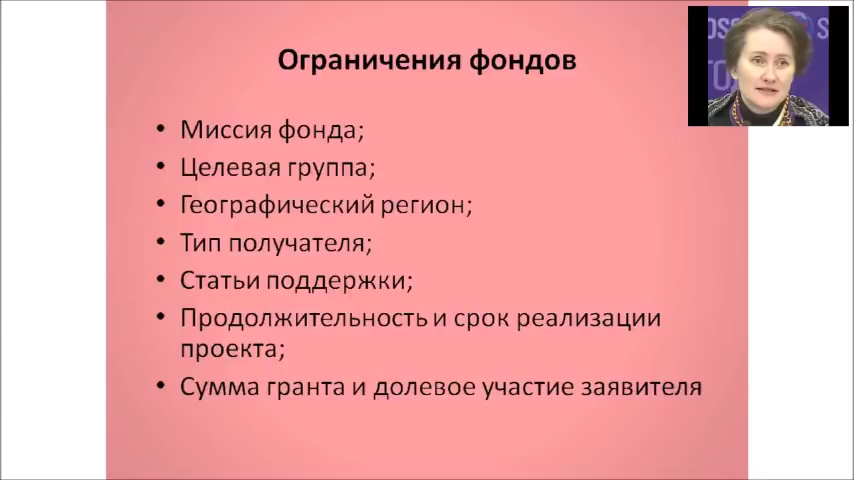 Ограничения фондов
• Миссия фонда;
• Целевая группа;
• Географический регион;
• Тип получателя;
• Статьи поддержки;
• Продолжительность и срок реализации
проекта;
• Сумма гранта и долевое участие заявителя